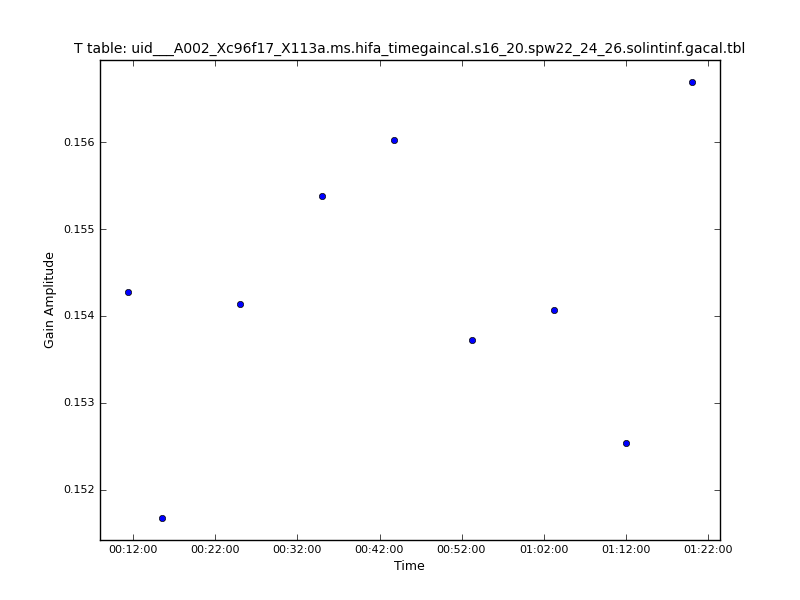 T table: uid___A002_Xc96f17_X113a.ms.hifa_timegaincal.s16_20.spw22_24_26.solintinf.gacal.tbl
0.156
0.155
0.154
0.153
0.152
Gain Amplitude
00:12:00 00:22:00 00:32:00 00:42:00 00:52:00 01:02:00 01:12:00 01:22:00
Time